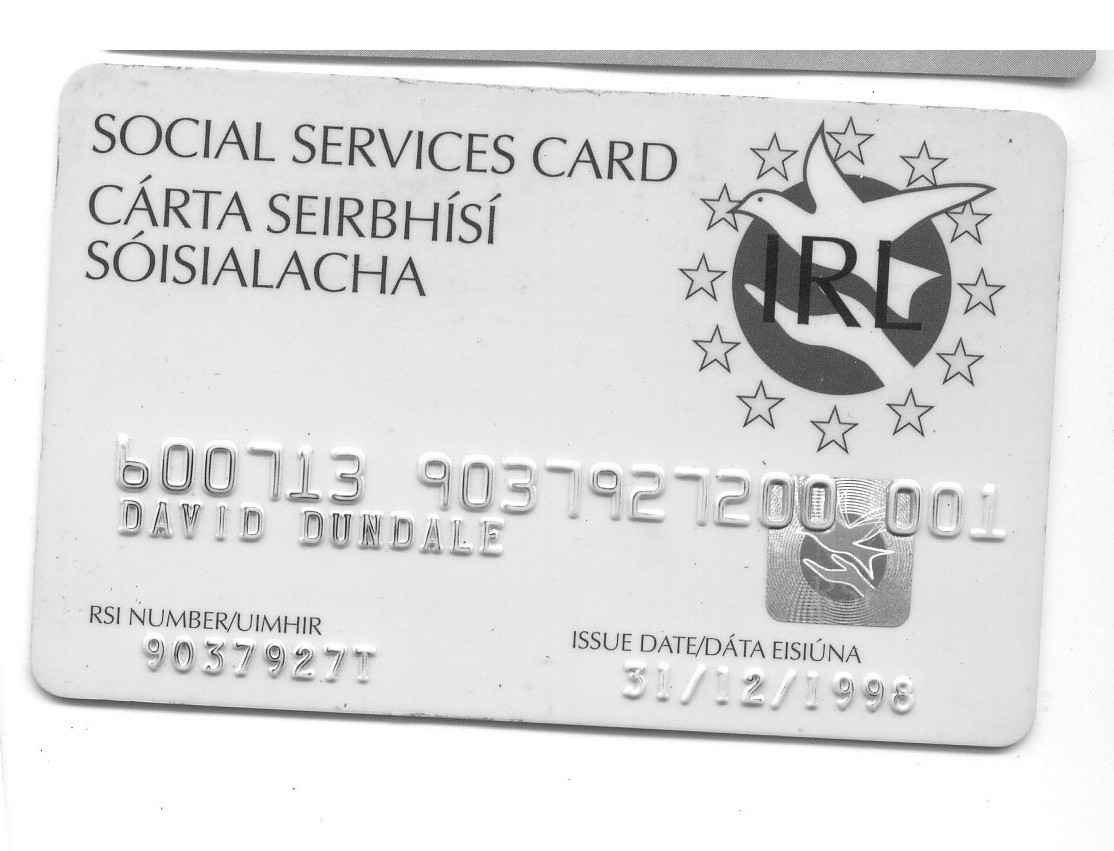 SOCIAL SERVICES CARD
CÁRTA SEIRBHÍSÍ
SÓISIALACHA
IRL
600713 9037927200 001
DAVID DUNDALE
RSI NUMBER/UIMHIR
9037927T
ISSUE DATE/DÁTA EISIÚNA
31/12/1998